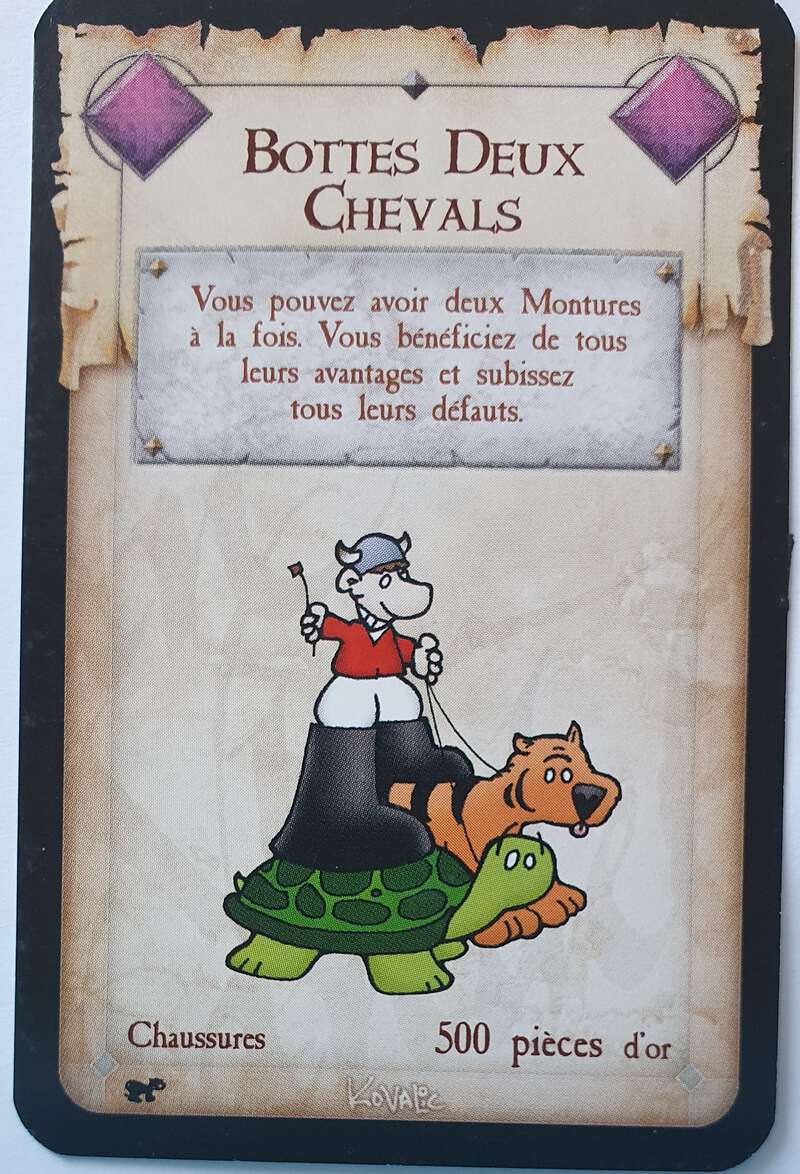 Bottes Deux
Chevals
Vous pouvez avoir deux Montures
à la fois. Vous bénéficiez de tous
leurs avantages et subissez
tous leurs défauts.
Chaussures
500 pièces d'or
Kovalic